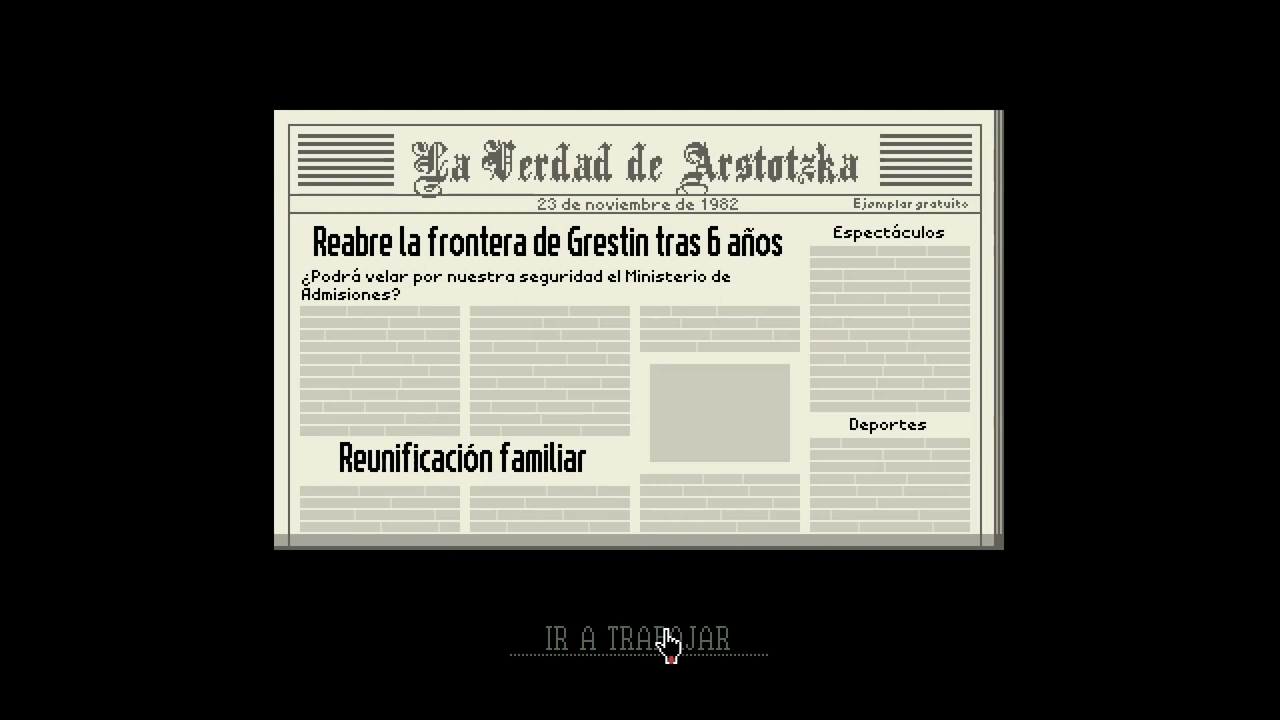 La Verdad de Arstotzka
23 de noviembre de 1982
Ejemplar gratuito
Reabre la frontera de Grestin tras 6 años
¿Podrá velar por nuestra seguridad el Ministerio de
Admisiones?
Reunificación familiar
Espectáculos
Deportes
IR A TRABAJAR